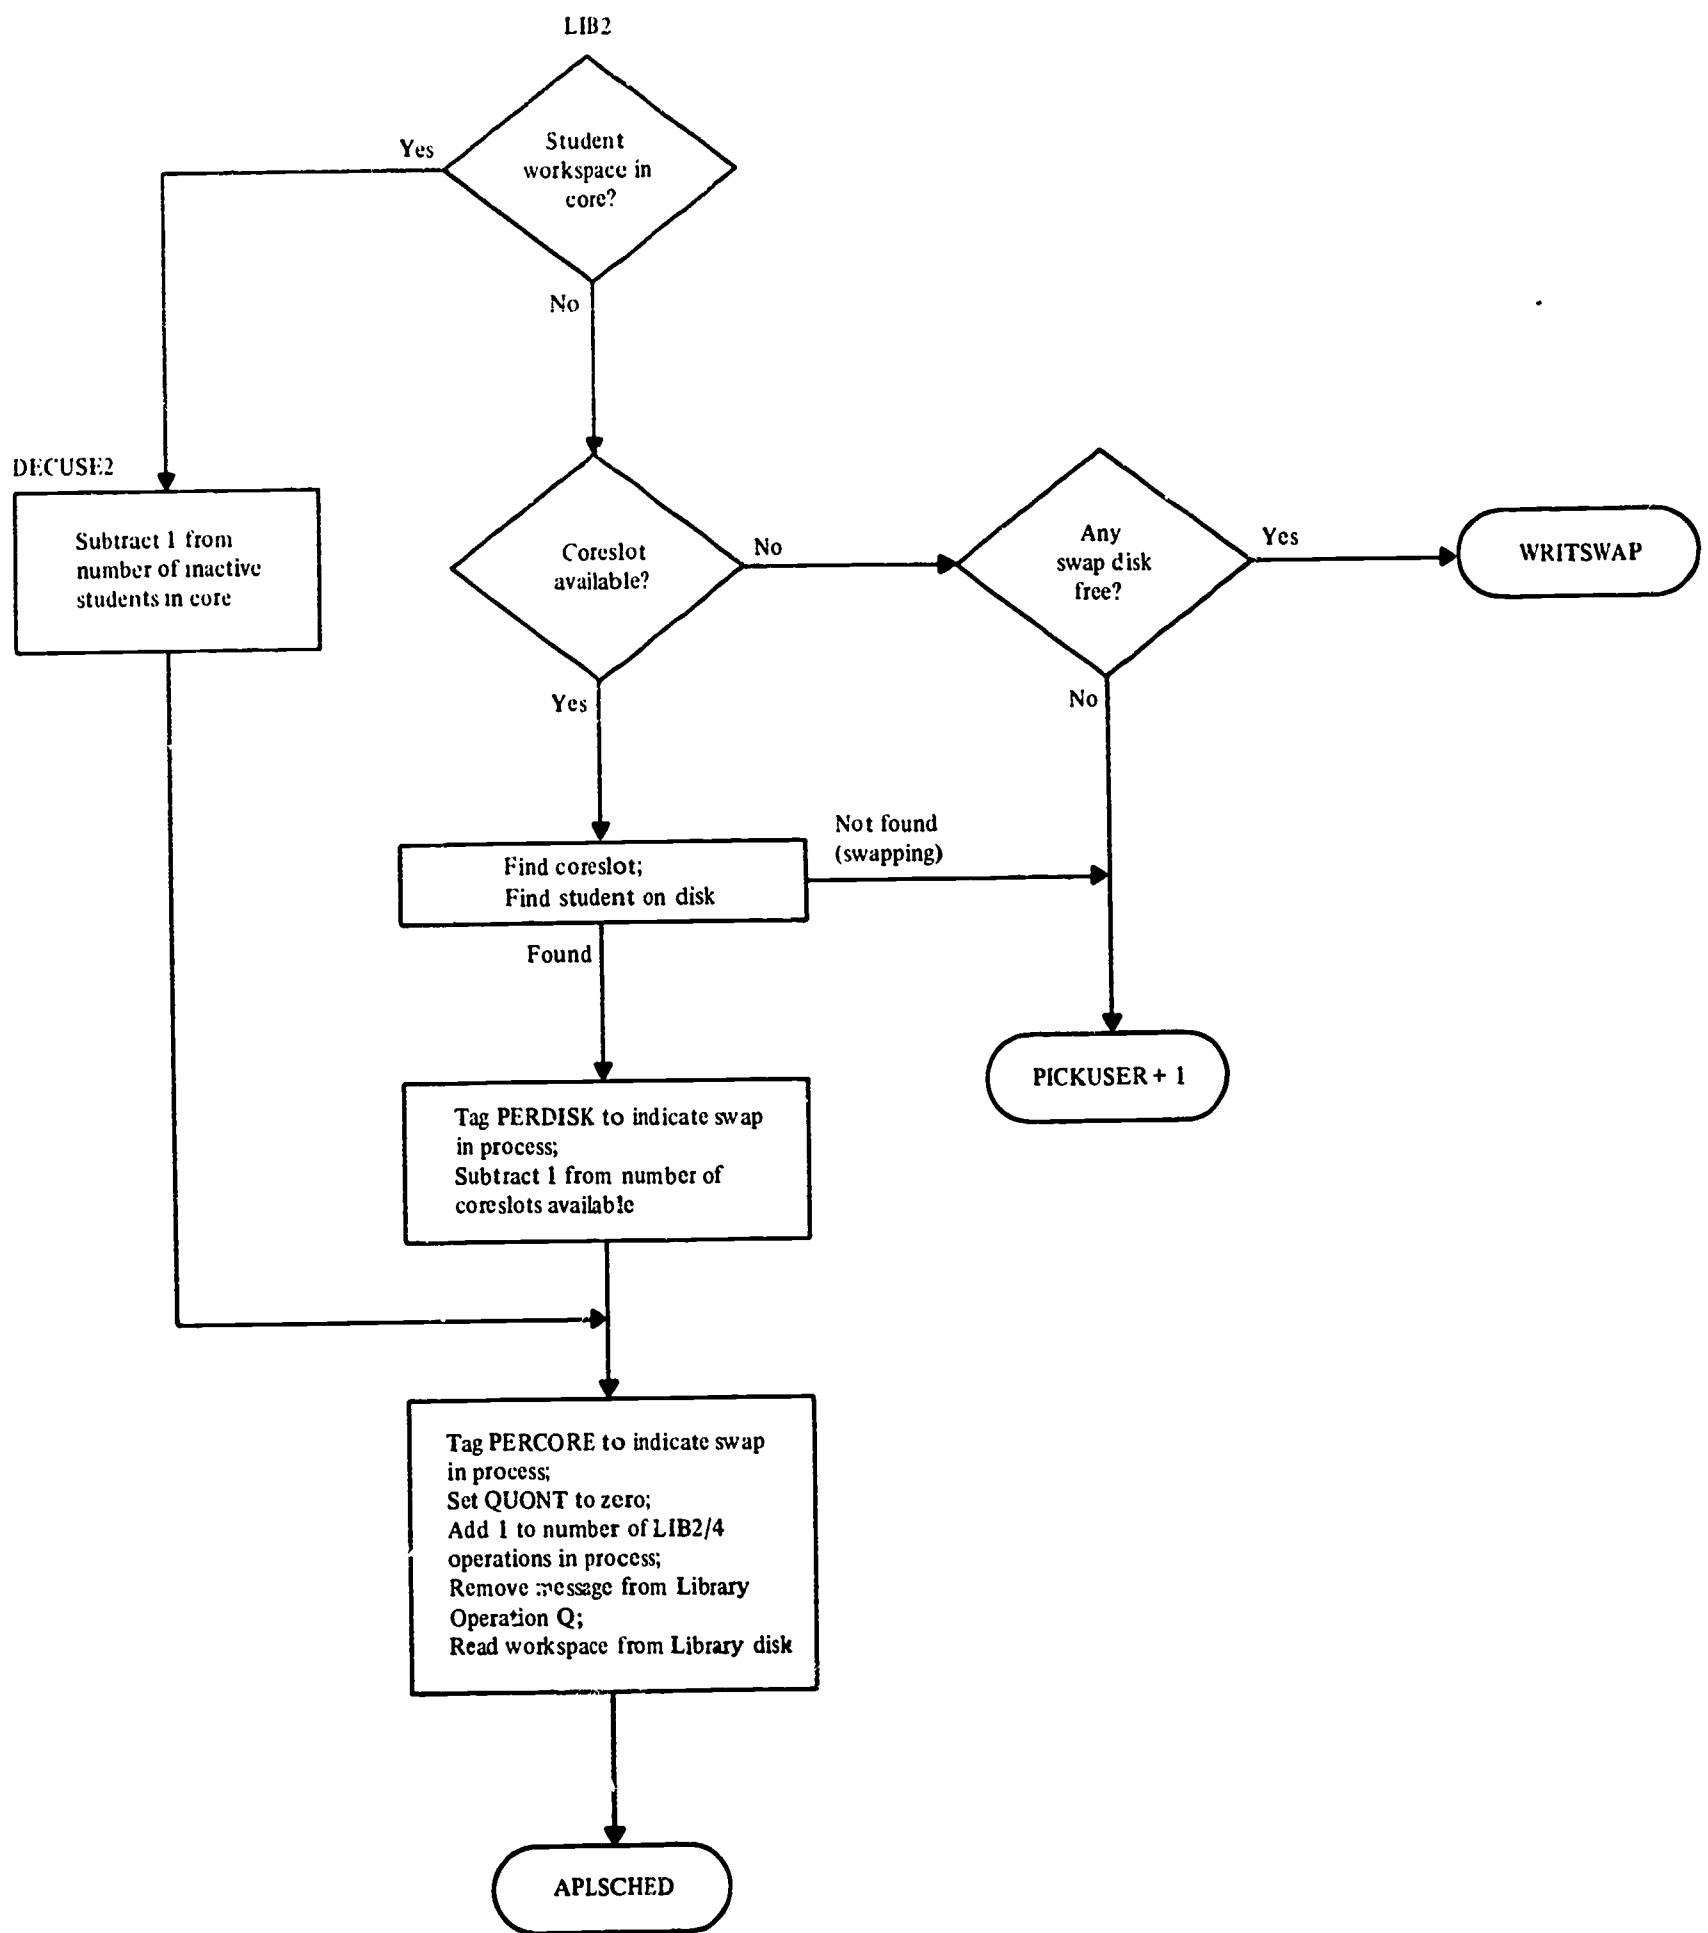 LIB2
Student
workspace in
core?
Yes
No
DECUSE2
Subtract 1 from
number of inactive
students in core
Coreslot
available?
No
Any
swap disk
free?
Yes
WRITSWAP
Yes
No
Find coreslot;
Find student on disk
Not found
(swapping)
Found
PICKUSER + 1
Tag PERDISK to indicate swap
in process;
Subtract 1 from number of
coreslots available
Tag PERCORE to indicate swap
in process;
Set QUONT to zero;
Add 1 to number of LIB2/4
operations in process;
Remove message from Library
Operation Q;
Read workspace from Library disk
APLSCHED